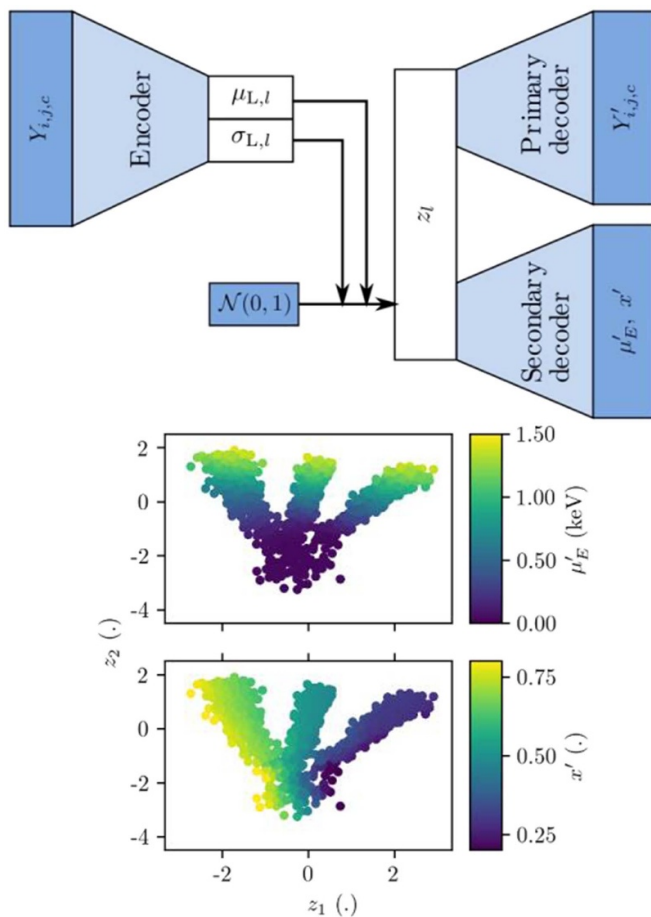 Y_{i,j,c}
Encoder
μ_{L,l}
σ_{L,l}
N(0, 1)
z_l
Primary
decoder
Y'_{i,j,c}
Secondary
decoder
μ'_E, x'
2
0
-2
-4
1.50
1.00
0.50
0.00
μ'_E (keV)
z_2 (.)
2
0
-2
-4
0.75
0.50
0.25
x' (.)
-2 0 2
z_1 (.)